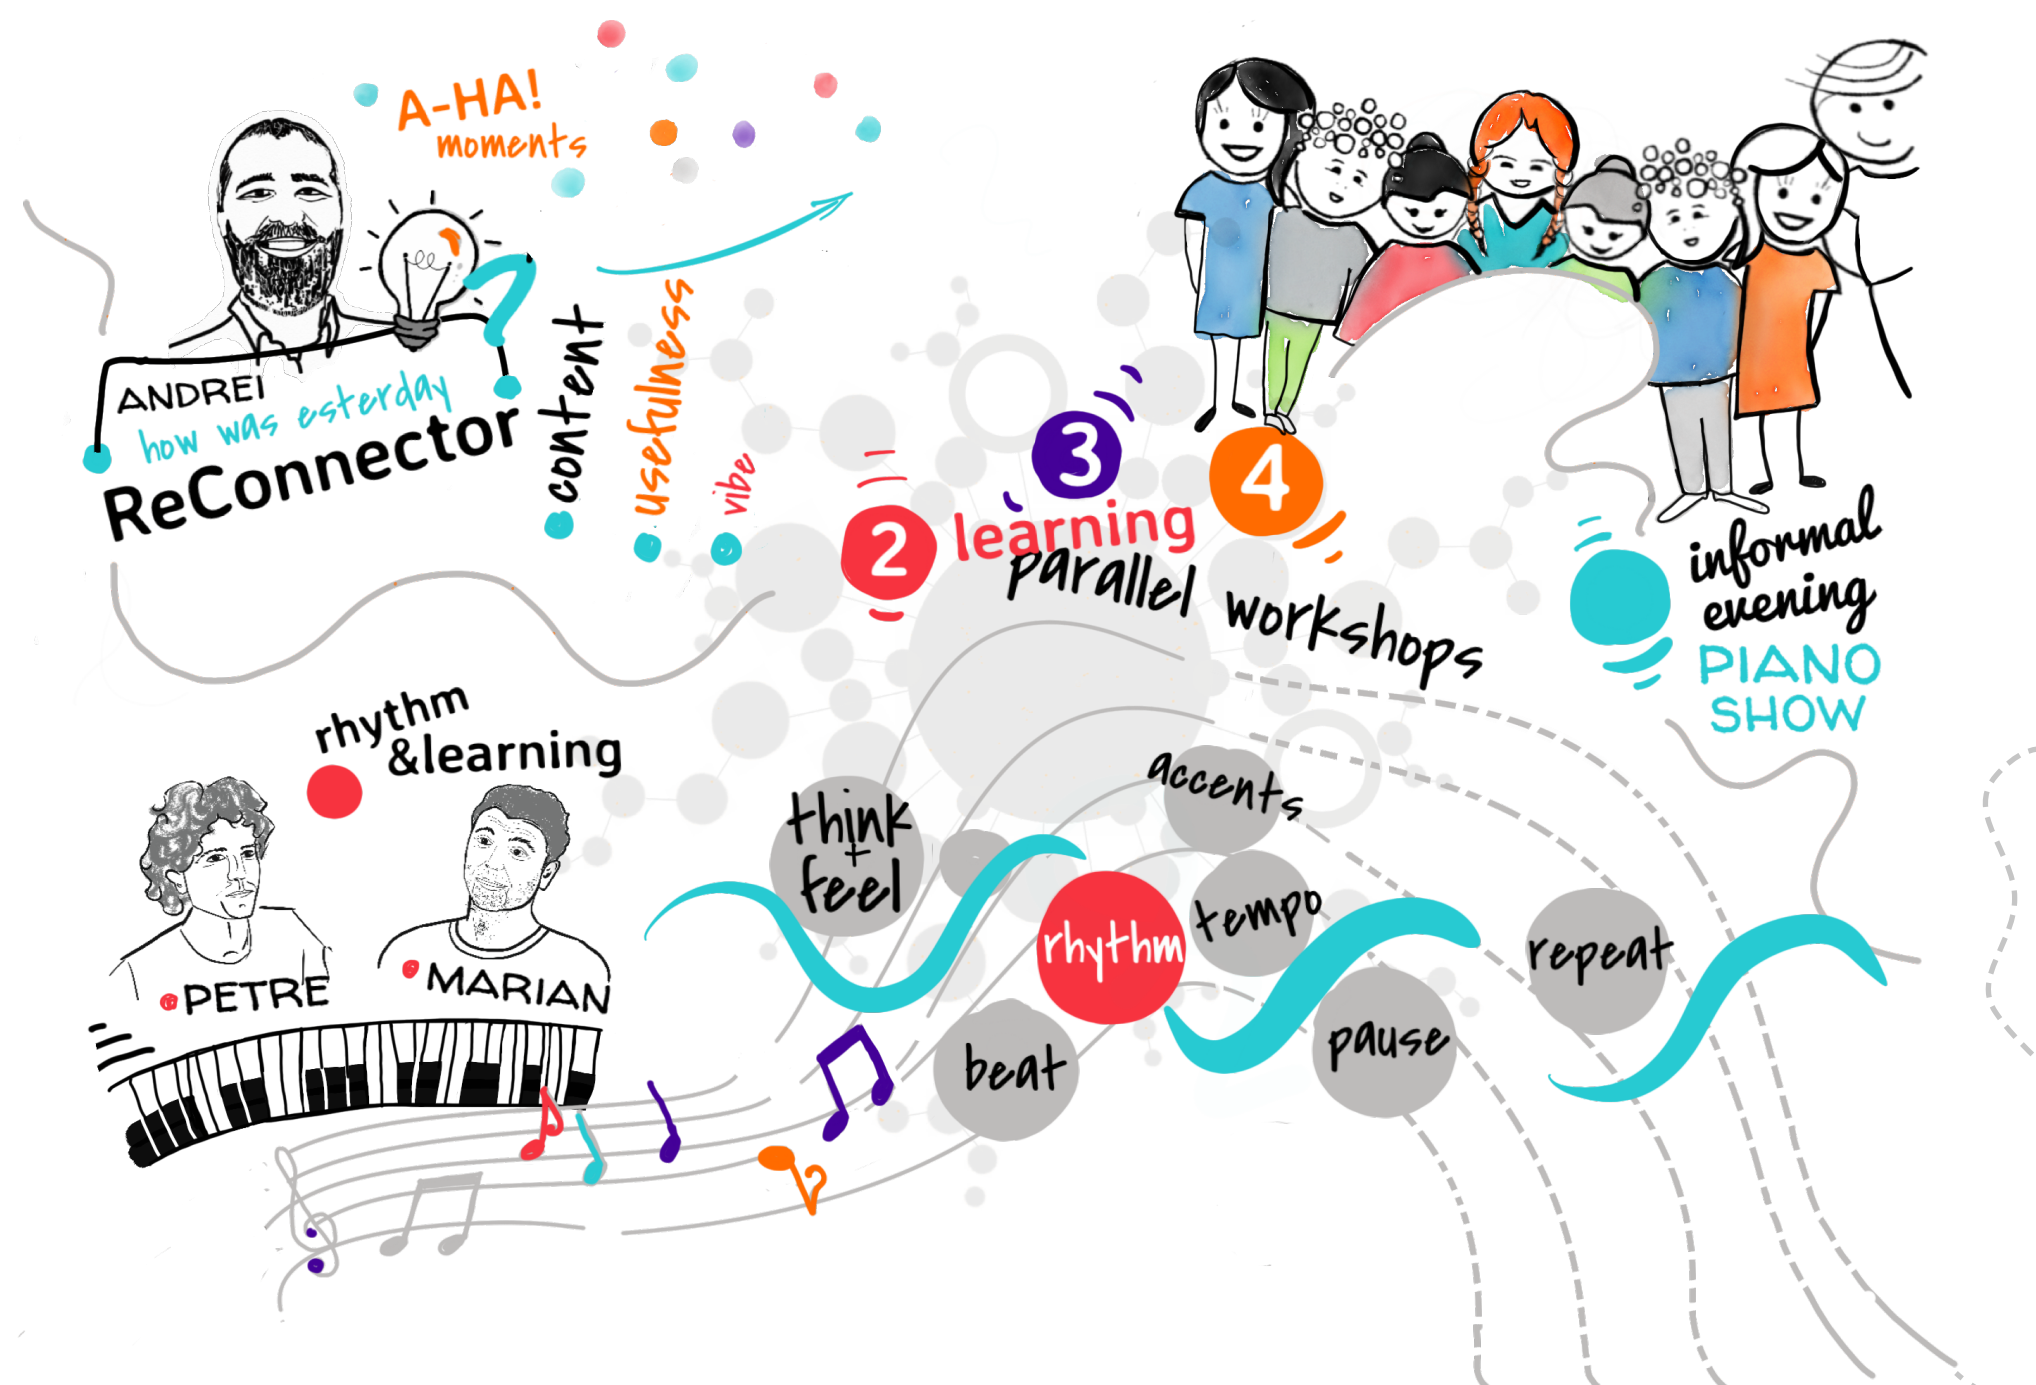 A-HA!
moments
ANDREI
how was esterday
ReConnector
content
usefulness
vibe
2
3
4
learning
parallel workshops
informal
evening
PIANO
SHOW
rhythm
&learning
PETRE
MARIAN
think
+
feel
beat
rhythm
accents
tempo
pause
repeat